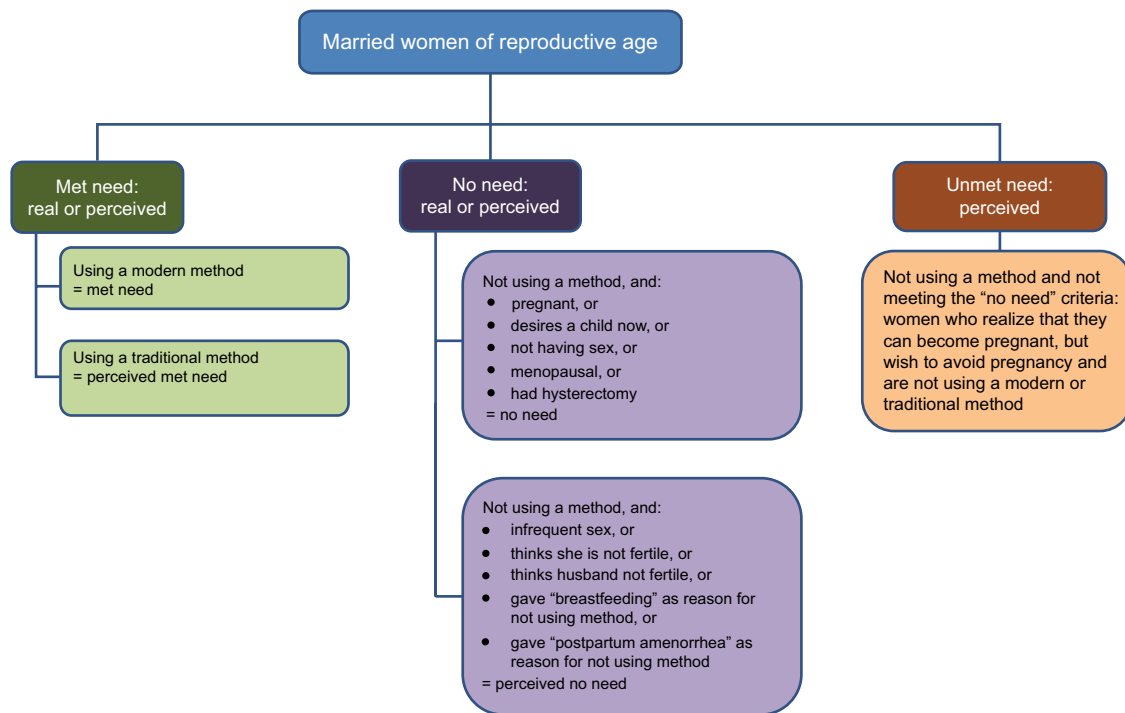 Married women of reproductive age
Met need:
real or perceived
No need:
real or perceived
Unmet need:
perceived
Using a modern method
= met need
Using a traditional method
= perceived met need
Not using a method, and:
● pregnant, or
● desires a child now, or
● not having sex, or
● menopausal, or
● had hysterectomy
= no need
Not using a method, and:
● infrequent sex, or
● thinks she is not fertile, or
● thinks husband not fertile, or
● gave “breastfeeding” as reason for
not using method, or
● gave “postpartum amenorrhea” as
reason for not using method
= perceived no need
Not using a method and not
meeting the “no need” criteria:
women who realize that they
can become pregnant, but
wish to avoid pregnancy and
are not using a modern or
traditional method